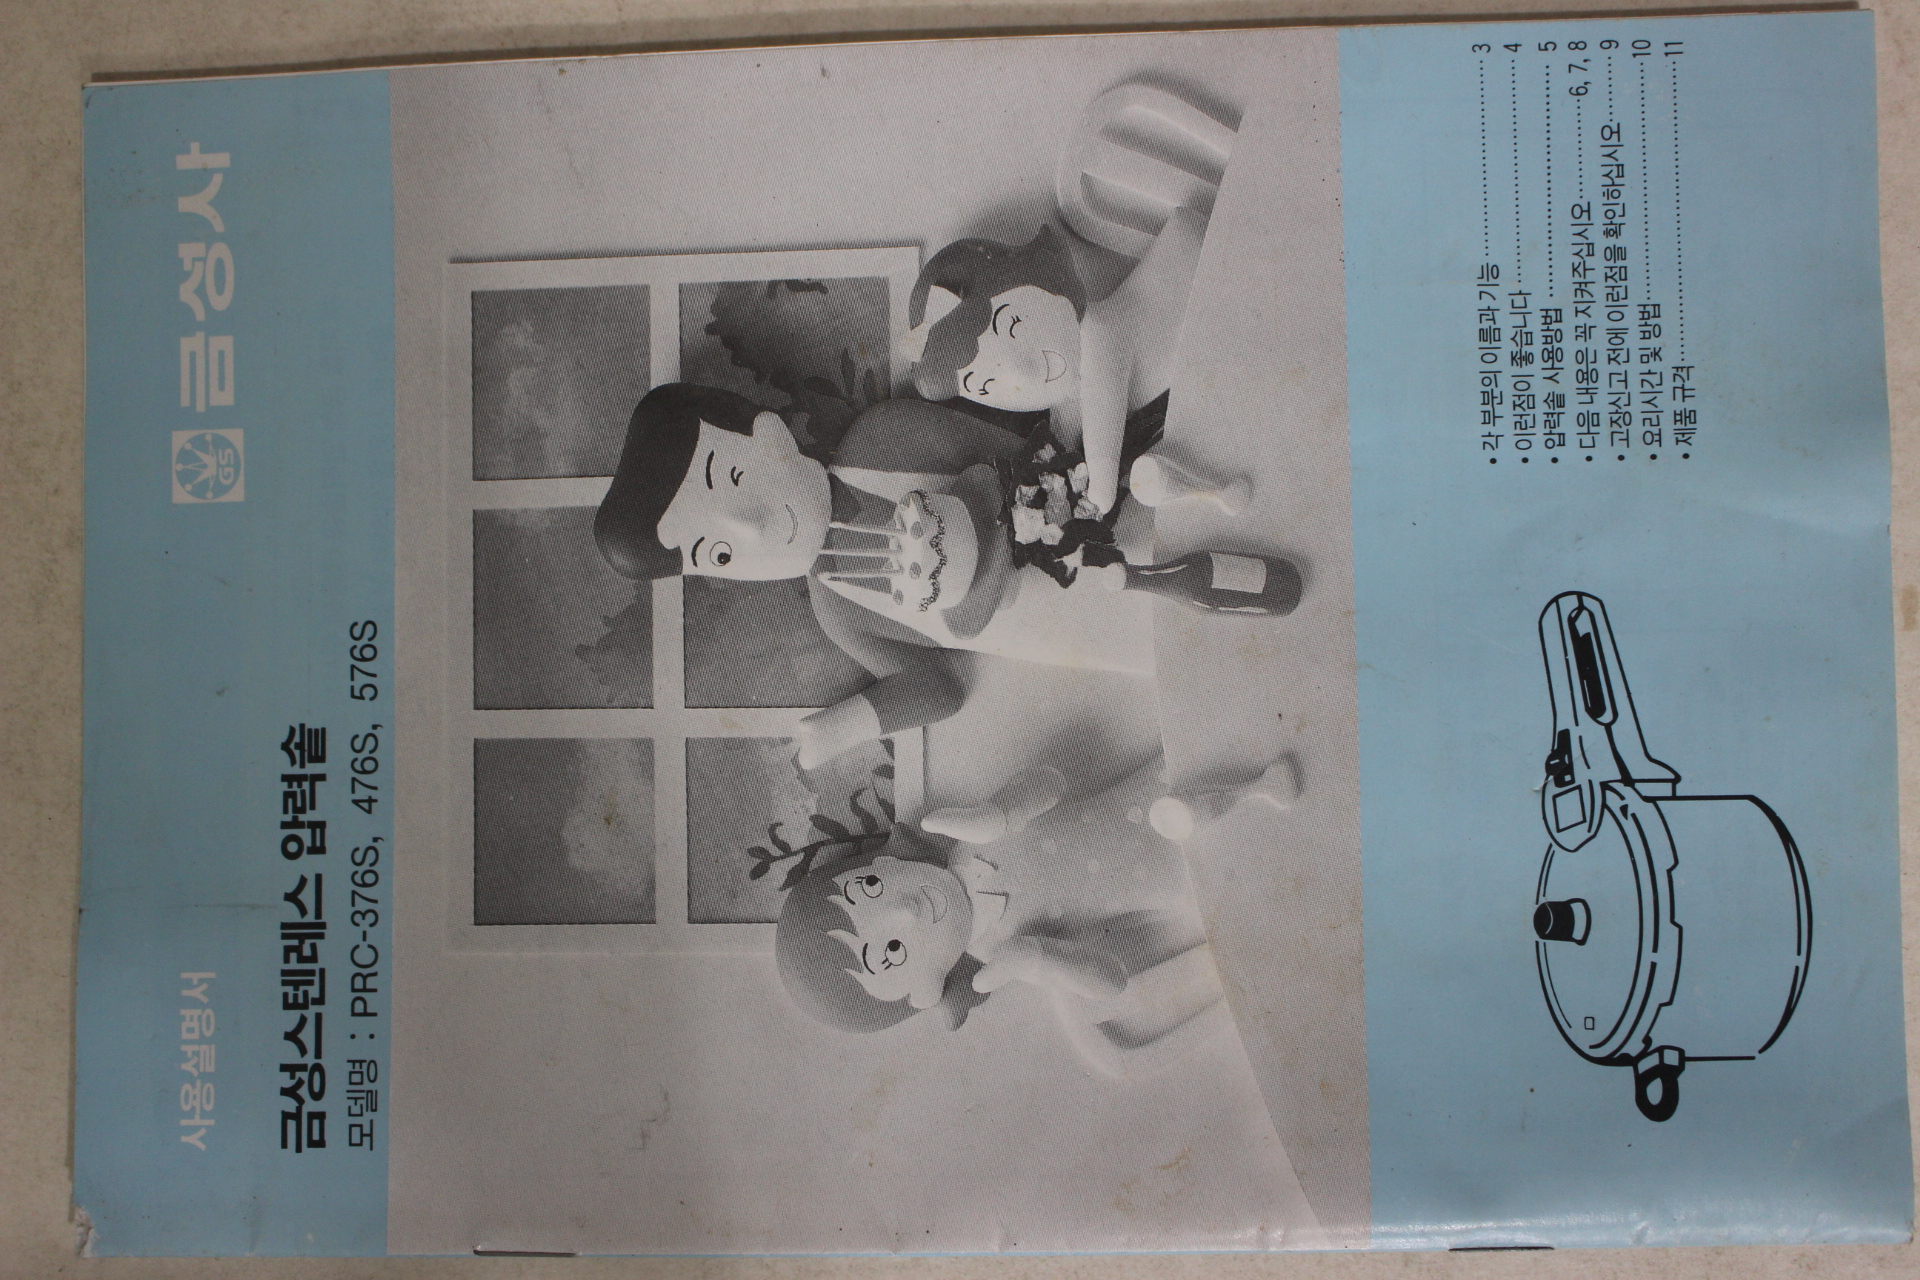 사용설명서
GS 금성사
금성스텐레스 압력솥
모델명 : PRC-376S, 476S, 576S
• 각 부분의 이름과 기능 3
• 이런점이 좋습니다 4
• 압력솥 사용방법 5
• 다음 내용은 꼭 지켜주십시오 6, 7, 8
• 고장신고 전에 이런점을 확인하십시오 9
• 요리시간 및 방법 10
• 제품 규격 11